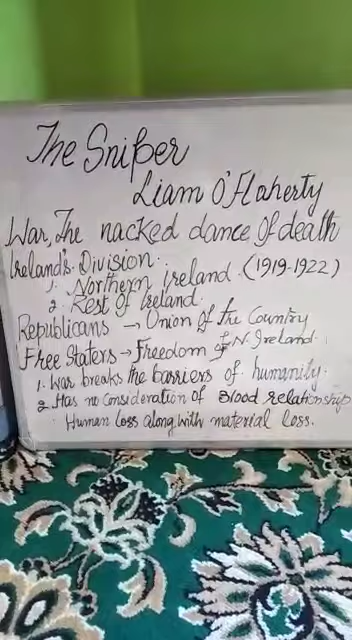 The Sniper
Liam O'Flaherty
War, The nacked dance of death
Ireland's Division.
1. Northern ireland. (1919-1922)
2. Rest of Ireland.
Republicans → Union of the Country
Free Staters → Freedom of N. Ireland.
1. Was breaks the barriers of humanity.
2. Has no consideration of Blood relationship
Human Loss along with material loss.